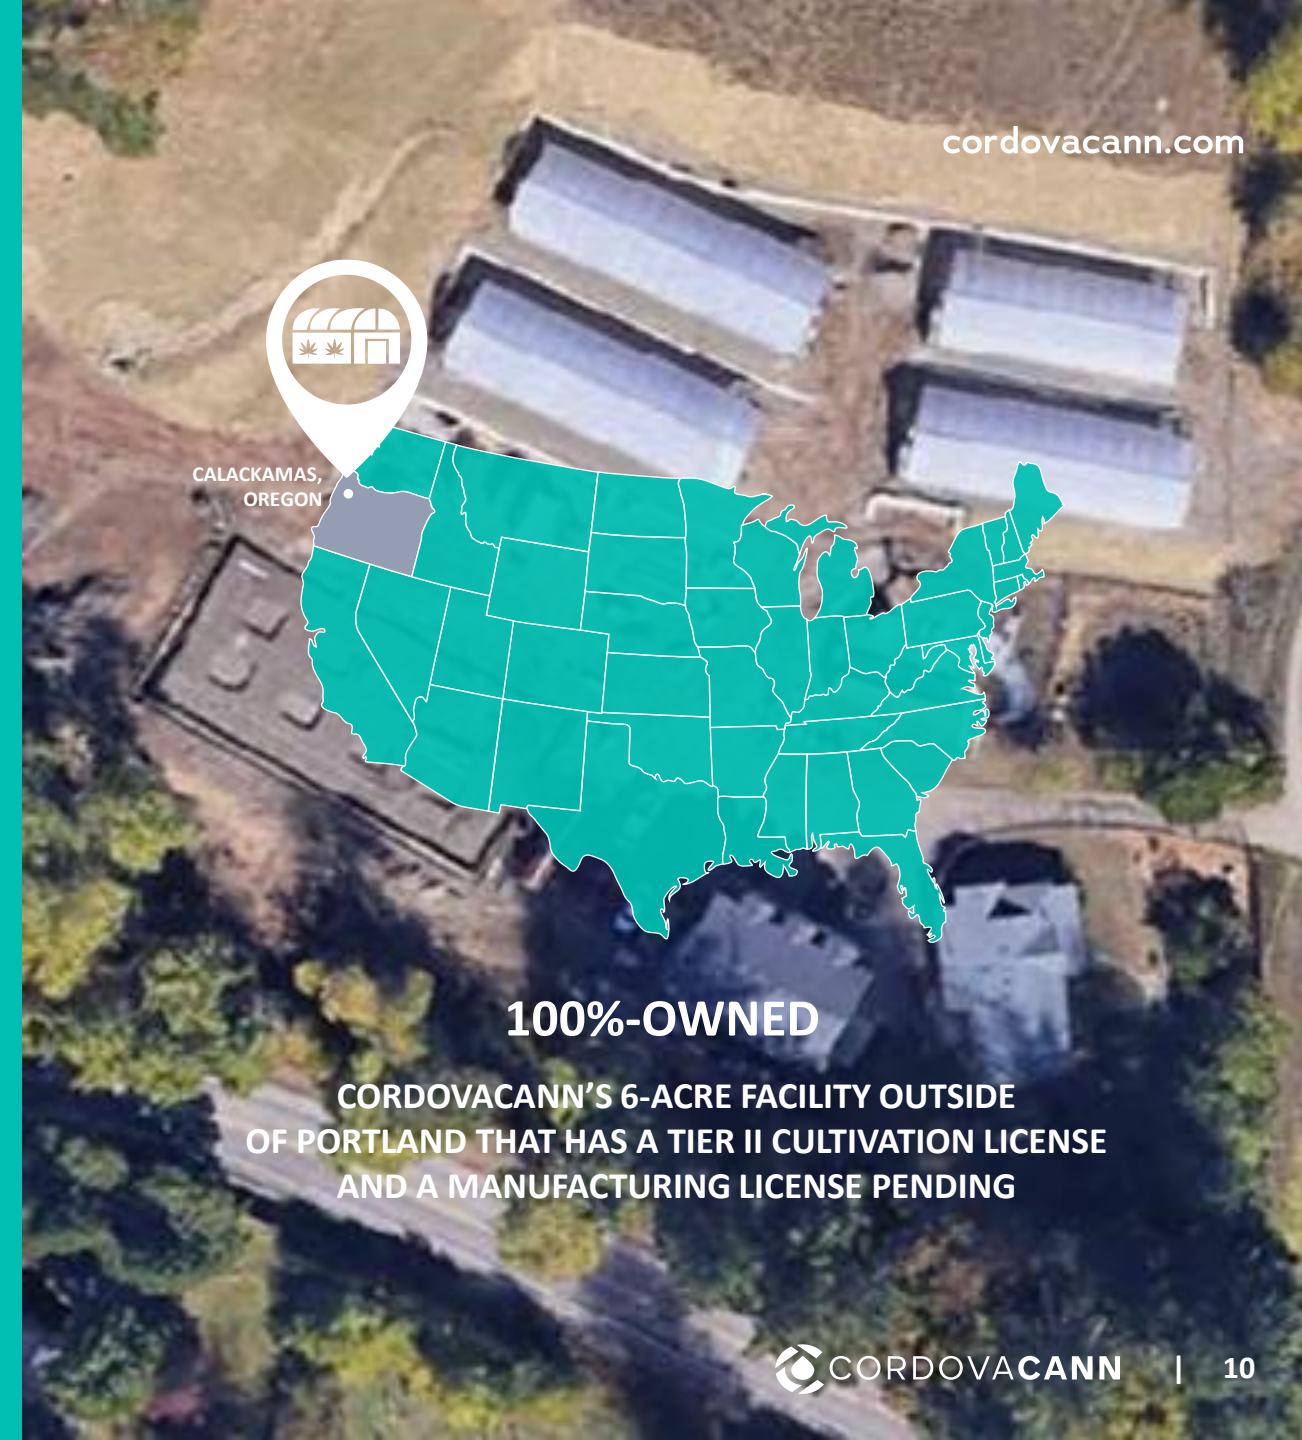 cordovacann.com
CALACKAMAS,
OREGON
100%-OWNED
CORDOVACANN’S 6-ACRE FACILITY OUTSIDE
OF PORTLAND THAT HAS A TIER II CULTIVATION LICENSE
AND A MANUFACTURING LICENSE PENDING
CORDOVACANN | 10